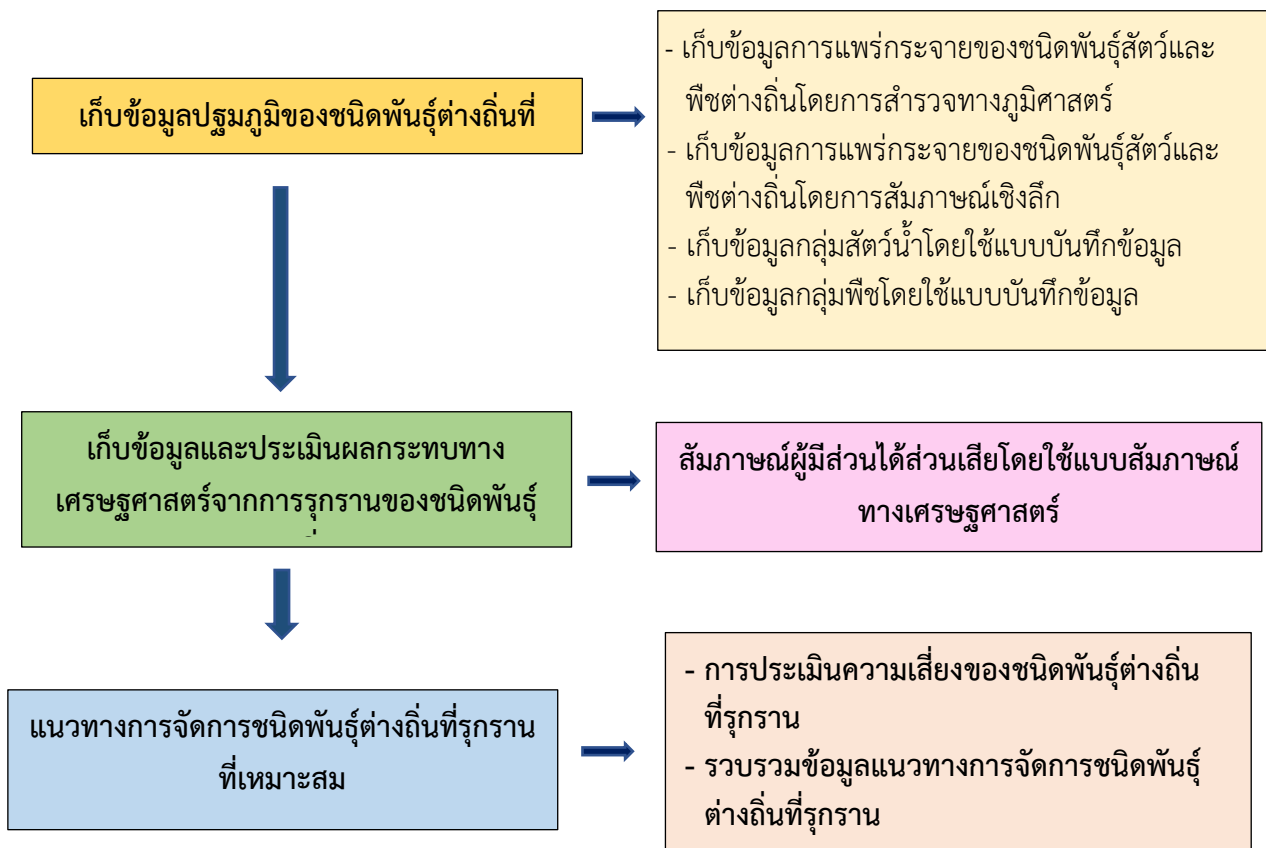 เก็บข้อมูลปฐมภูมิของชนิดพันธุ์ต่างถิ่นที่
- เก็บข้อมูลการแพร่กระจายของชนิดพันธุ์สัตว์และ
พืชต่างถิ่นโดยการสำรวจทางภูมิศาสตร์
- เก็บข้อมูลการแพร่กระจายของชนิดพันธุ์สัตว์และ
พืชต่างถิ่นโดยการสัมภาษณ์เชิงลึก
- เก็บข้อมูลกลุ่มสัตว์น้ำโดยใช้แบบบันทึกข้อมูล
- เก็บข้อมูลกลุ่มพืชโดยใช้แบบบันทึกข้อมูล
เก็บข้อมูลและประเมินผลกระทบทาง
เศรษฐศาสตร์จากการรุกรานของชนิดพันธุ์
สัมภาษณ์ผู้มีส่วนได้ส่วนเสียโดยใช้แบบสัมภาษณ์
ทางเศรษฐศาสตร์
แนวทางการจัดการชนิดพันธุ์ต่างถิ่นที่รุกราน
ที่เหมาะสม
- การประเมินความเสี่ยงของชนิดพันธุ์ต่างถิ่น
ที่รุกราน
- รวบรวมข้อมูลแนวทางการจัดการชนิดพันธุ์
ต่างถิ่นที่รุกราน